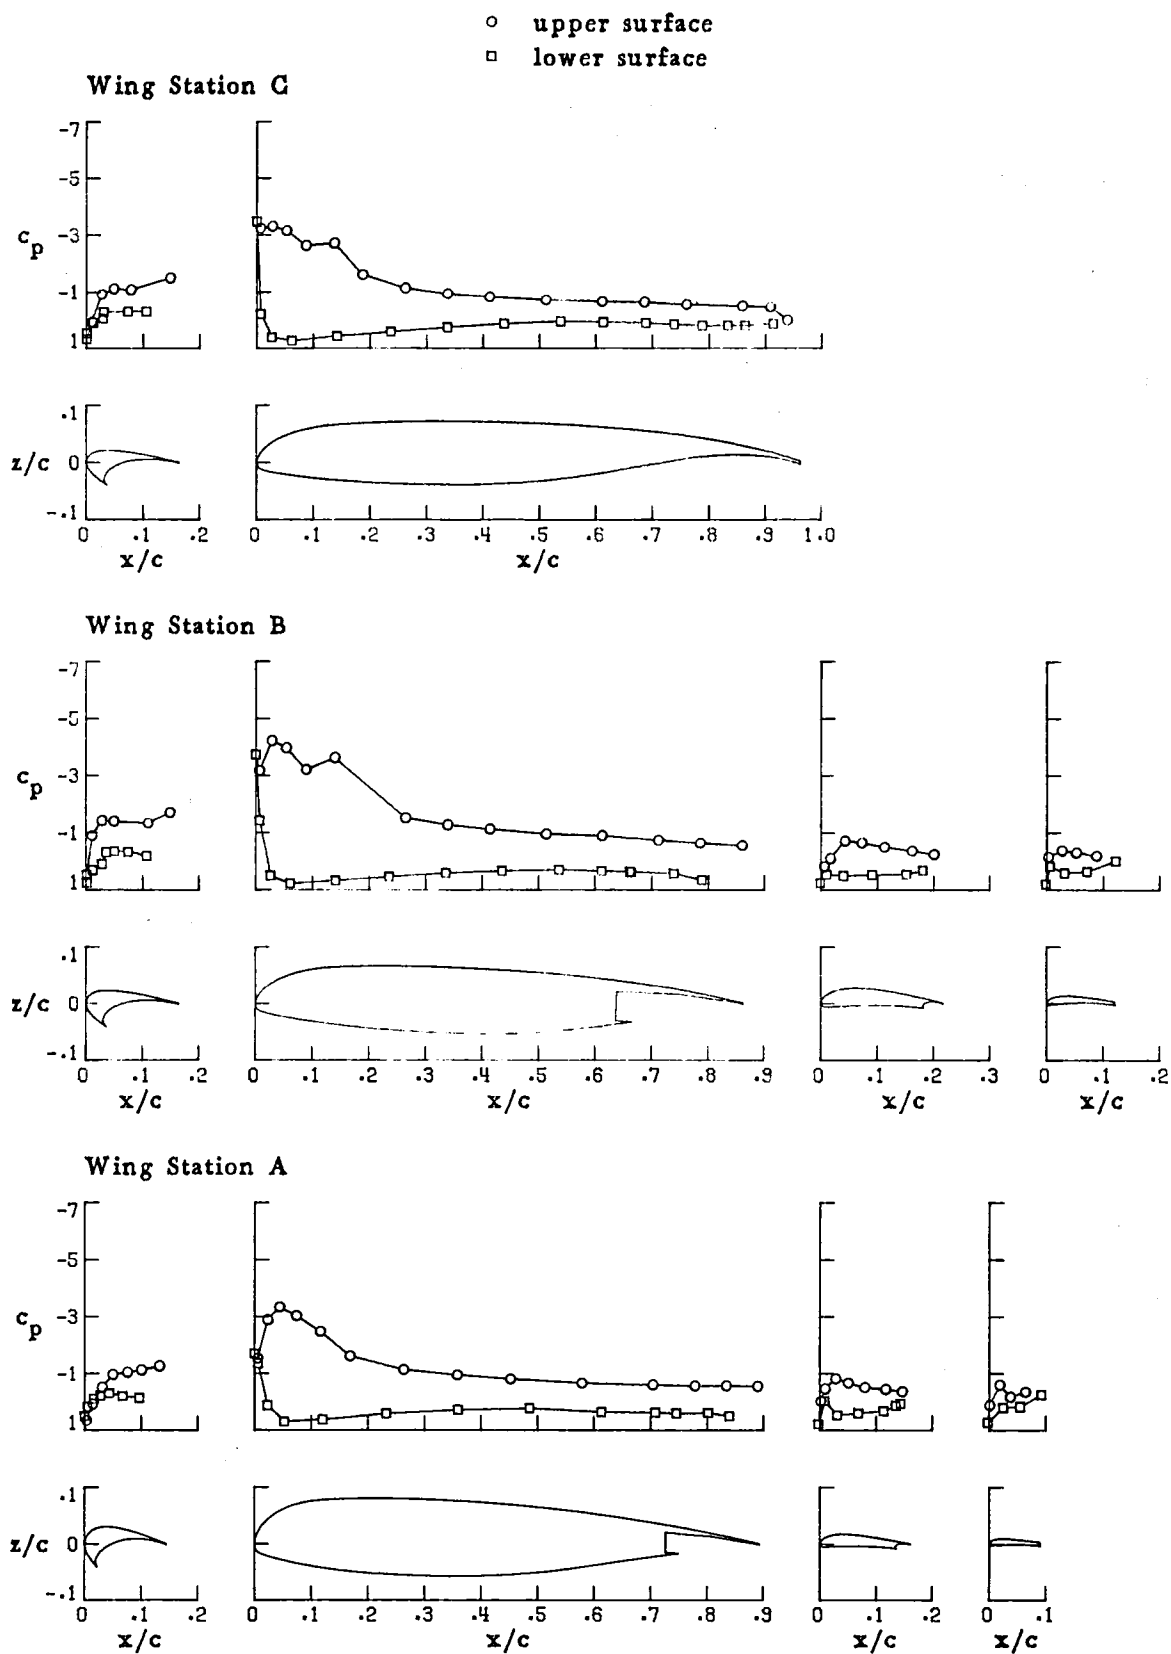 upper surface
lower surface
Wing Station C
-7
-5
c_p -3
-1
1
.1
z/c 0
-.1
0 .1 .2 0 .1 .2 .3 .4 .5 .6 .7 .8 .9 1.0
x/c x/c
Wing Station B
-7
-5
c_p -3
-1
1
.1
z/c 0
-.1
0 .1 .2 0 .1 .2 .3 .4 .5 .6 .7 .8 .9 0 .1 .2 .3 0 .1 .2
x/c x/c x/c x/c
Wing Station A
-7
-5
c_p -3
-1
1
.1
z/c 0
-.1
0 .1 .2 0 .1 .2 .3 .4 .5 .6 .7 .8 .9 0 .1 .2 0 .1
x/c x/c x/c x/c